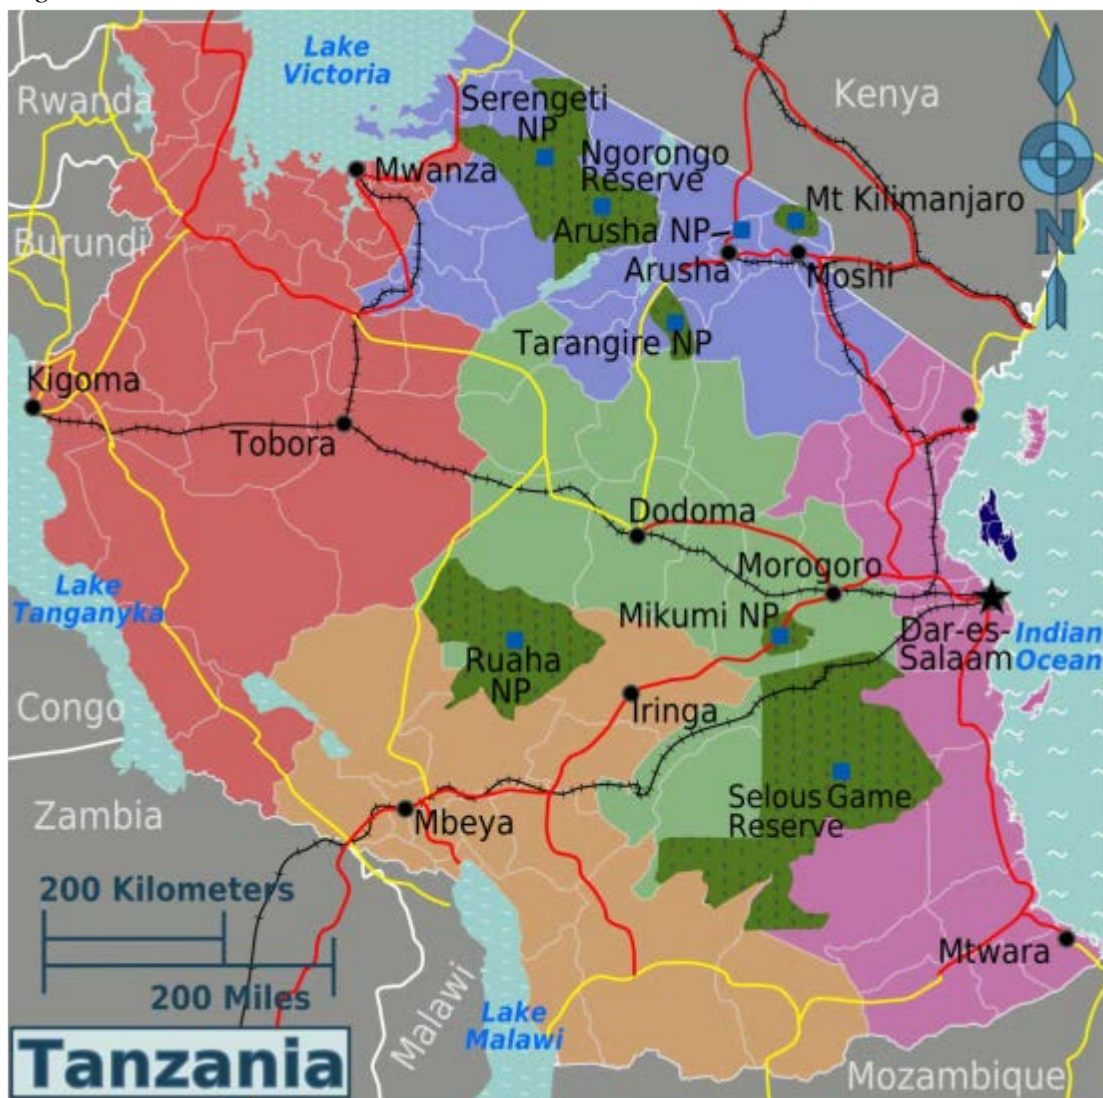 Lake
Victoria
Rwanda
Kenya
Serengeti
NP
Ngorongo
Reserve
Mwanza
Mt Kilimanjaro
Burundi
Arusha NP
N
Arusha
Moshi
Tarangire NP
Kigoma
Tobora
Dodoma
Morogoro
Lake
Tanganyka
Mikumi NP
Dar-es-
Salaam
Indian
Ocean
Ruaha
NP
Congo
Iringa
Zambia
Selous Game
Reserve
Mbeya
200 Kilometers
Mtwara
200 Miles
Malawi
Lake
Malawi
Tanzania
Mozambique